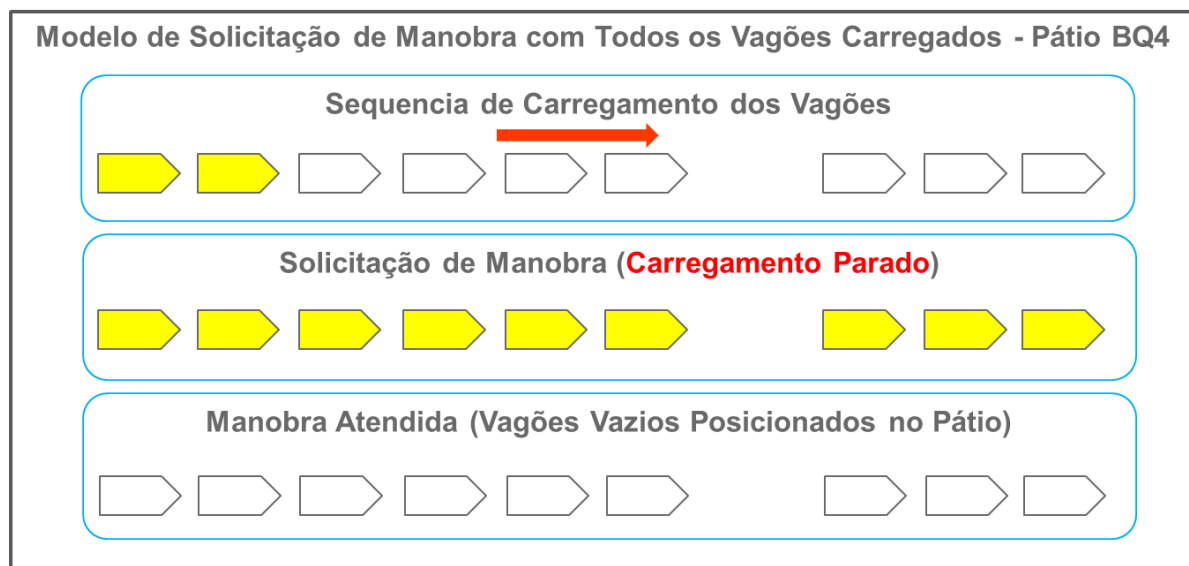 Modelo de Solicitação de Manobra com Todos os Vagões Carregados - Pátio BQ4
Sequencia de Carregamento dos Vagões
Solicitação de Manobra (Carregamento Parado)
Manobra Atendida (Vagões Vazios Posicionados no Pátio)